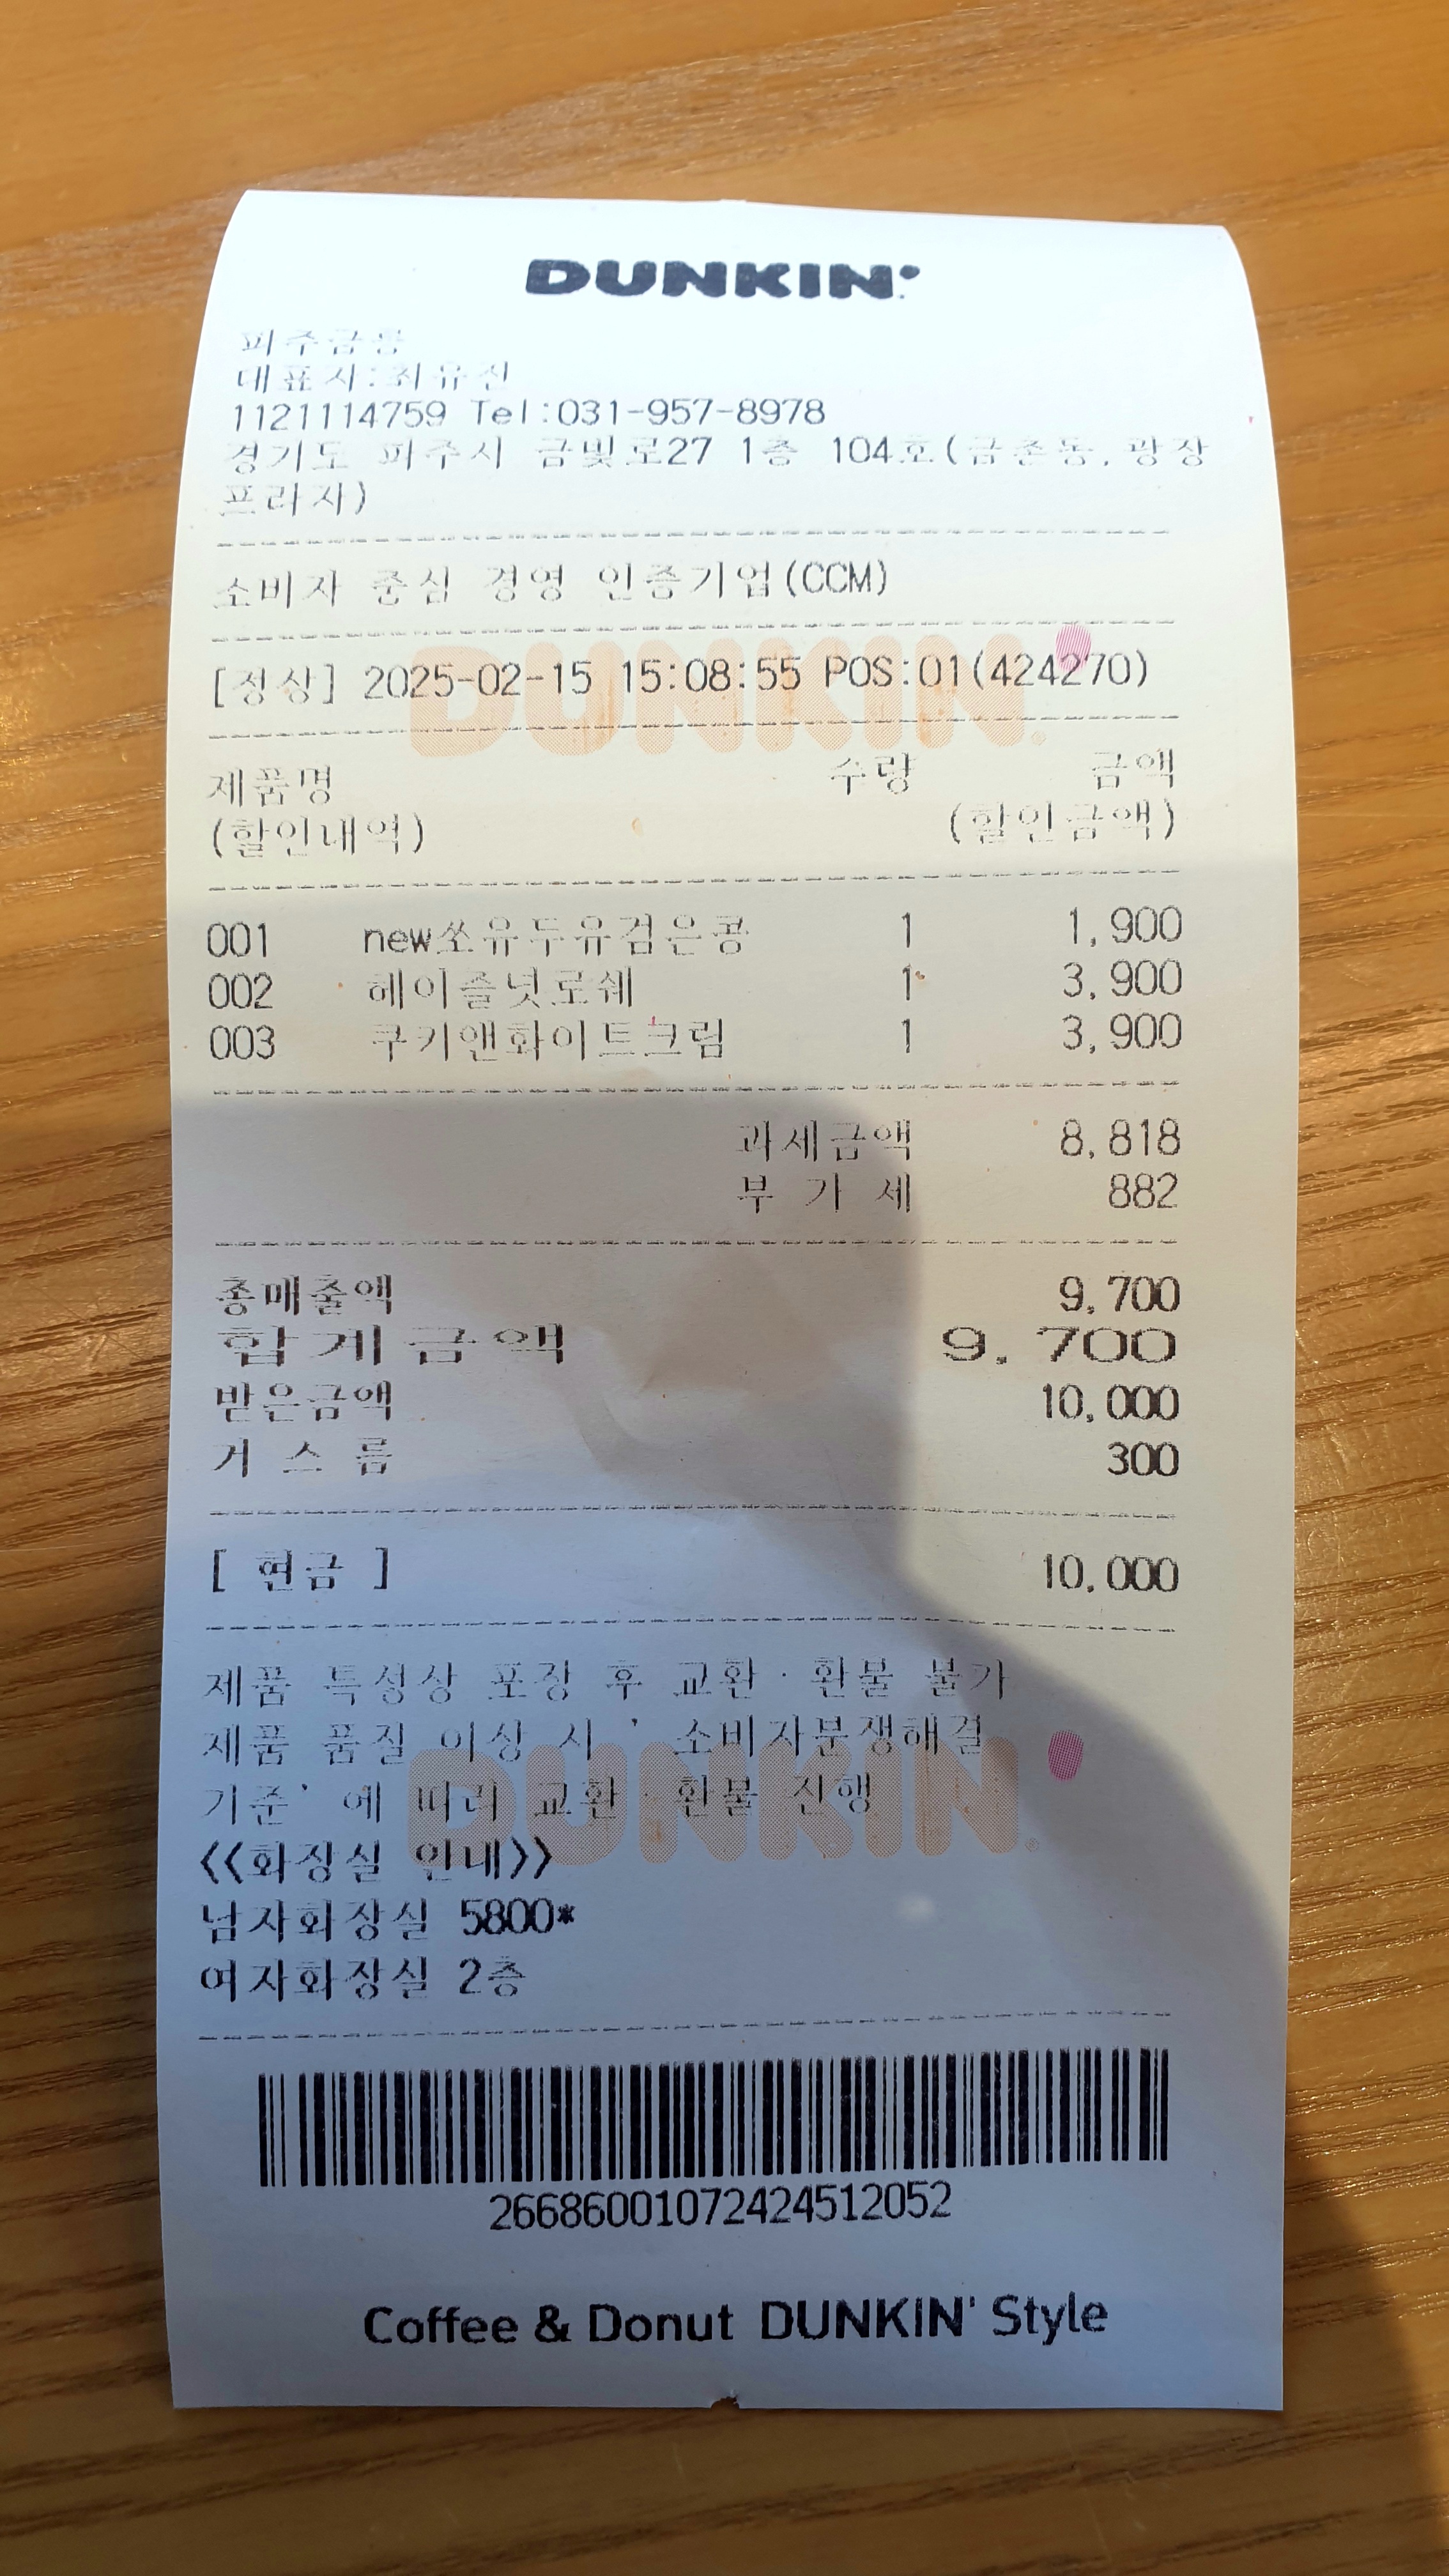 DUNKIN'
파주금릉
대표자:최유진
1121114759 Tel:031-957-8978
경기도 파주시 금빛로27 1층 104호(금촌동,광장
프라자)
소비자 중심 경영 인증기업(CCM)
[정상] 2025-02-15 15:08:55 POS:01(424270)
DUNKIN'
제품명 수량 금액
(할인내역) (할인금액)
001 new쏘유두유검은콩 1 1,900
002 헤이즐넛로쉐 1 3,900
003 쿠키앤화이트크림 1 3,900
과세금액 8,818
부 가 세 882
총매출액 9,700
합계금액 9,700
받은금액 10,000
거 스 름 300
[ 현금 ] 10,000
제품 특성상 포장 후 교환·환불 불가
제품 품질 이상 시 ' 소비자분쟁해결
기준' 에 따라 교환·환불 진행
DUNKIN'
<<화장실 안내>>
남자화장실 5800*
여자화장실 2층
26686001072424512052
Coffee & Donut DUNKIN' Style